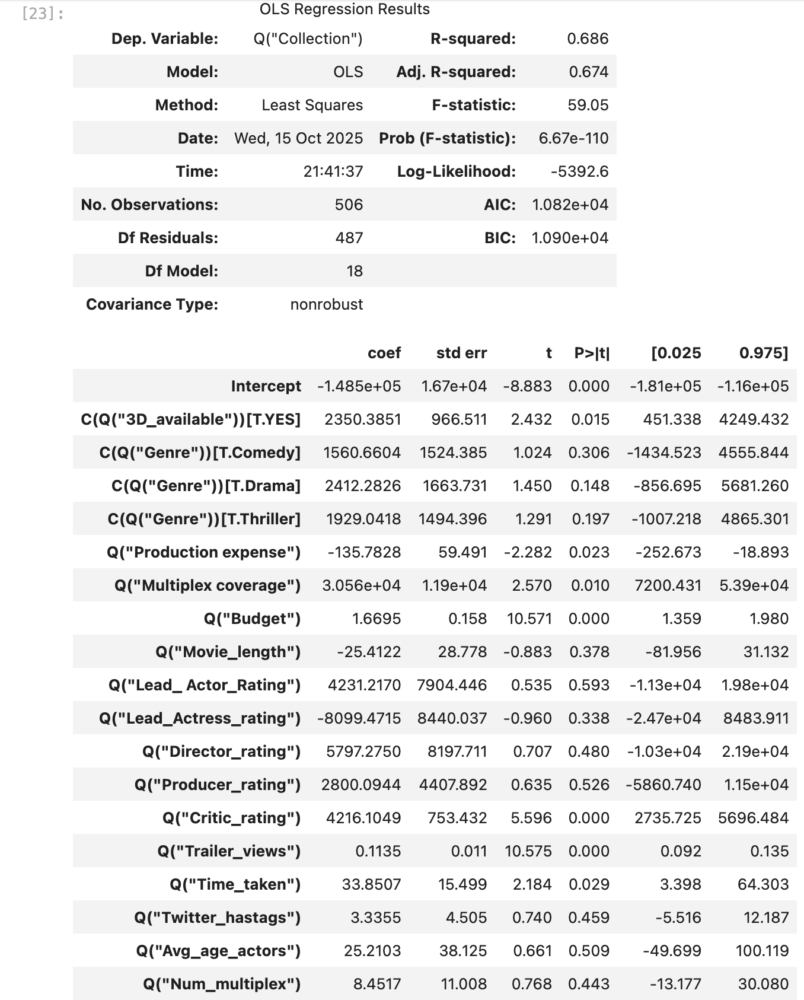 [23]:
OLS Regression Results
Dep. Variable: Q("Collection") R-squared: 0.686
Model: OLS Adj. R-squared: 0.674
Method: Least Squares F-statistic: 59.05
Date: Wed, 15 Oct 2025 Prob (F-statistic): 6.67e-110
Time: 21:41:37 Log-Likelihood: -5392.6
No. Observations: 506 AIC: 1.082e+04
Df Residuals: 487 BIC: 1.090e+04
Df Model: 18
Covariance Type: nonrobust
coef std err t P>|t| [0.025 0.975]
Intercept -1.485e+05 1.67e+04 -8.883 0.000 -1.81e+05 -1.16e+05
C(Q("3D_available"))[T.YES] 2350.3851 966.511 2.432 0.015 451.338 4249.432
C(Q("Genre"))[T.Comedy] 1560.6604 1524.385 1.024 0.306 -1434.523 4555.844
C(Q("Genre"))[T.Drama] 2412.2826 1663.731 1.450 0.148 -856.695 5681.260
C(Q("Genre"))[T.Thriller] 1929.0418 1494.396 1.291 0.197 -1007.218 4865.301
Q("Production expense") -135.7828 59.491 -2.282 0.023 -252.673 -18.893
Q("Multiplex coverage") 3.056e+04 1.19e+04 2.570 0.010 7200.431 5.39e+04
Q("Budget") 1.6695 0.158 10.571 0.000 1.359 1.980
Q("Movie_length") -25.4122 28.778 -0.883 0.378 -81.956 31.132
Q("Lead_ Actor_Rating") 4231.2170 7904.446 0.535 0.593 -1.13e+04 1.98e+04
Q("Lead_Actress_rating") -8099.4715 8440.037 -0.960 0.338 -2.47e+04 8483.911
Q("Director_rating") 5797.2750 8197.711 0.707 0.480 -1.03e+04 2.19e+04
Q("Producer_rating") 2800.0944 4407.892 0.635 0.526 -5860.740 1.15e+04
Q("Critic_rating") 4216.1049 753.432 5.596 0.000 2735.725 5696.484
Q("Trailer_views") 0.1135 0.011 10.575 0.000 0.092 0.135
Q("Time_taken") 33.8507 15.499 2.184 0.029 3.398 64.303
Q("Twitter_hastags") 3.3355 4.505 0.740 0.459 -5.516 12.187
Q("Avg_age_actors") 25.2103 38.125 0.661 0.509 -49.699 100.119
Q("Num_multiplex") 8.4517 11.008 0.768 0.443 -13.177 30.080